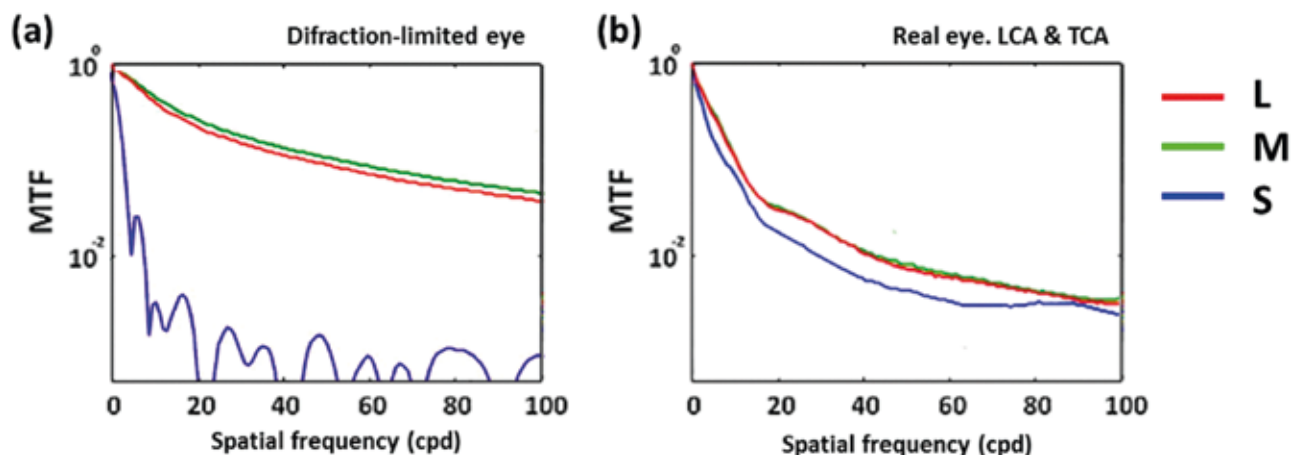 (a) Difraction-limited eye
10⁰
MTF
10⁻²
0 20 40 60 80 100
Spatial frequency (cpd)
(b) Real eye. LCA & TCA
10⁰
MTF
10⁻²
0 20 40 60 80 100
Spatial frequency (cpd)
L
M
S